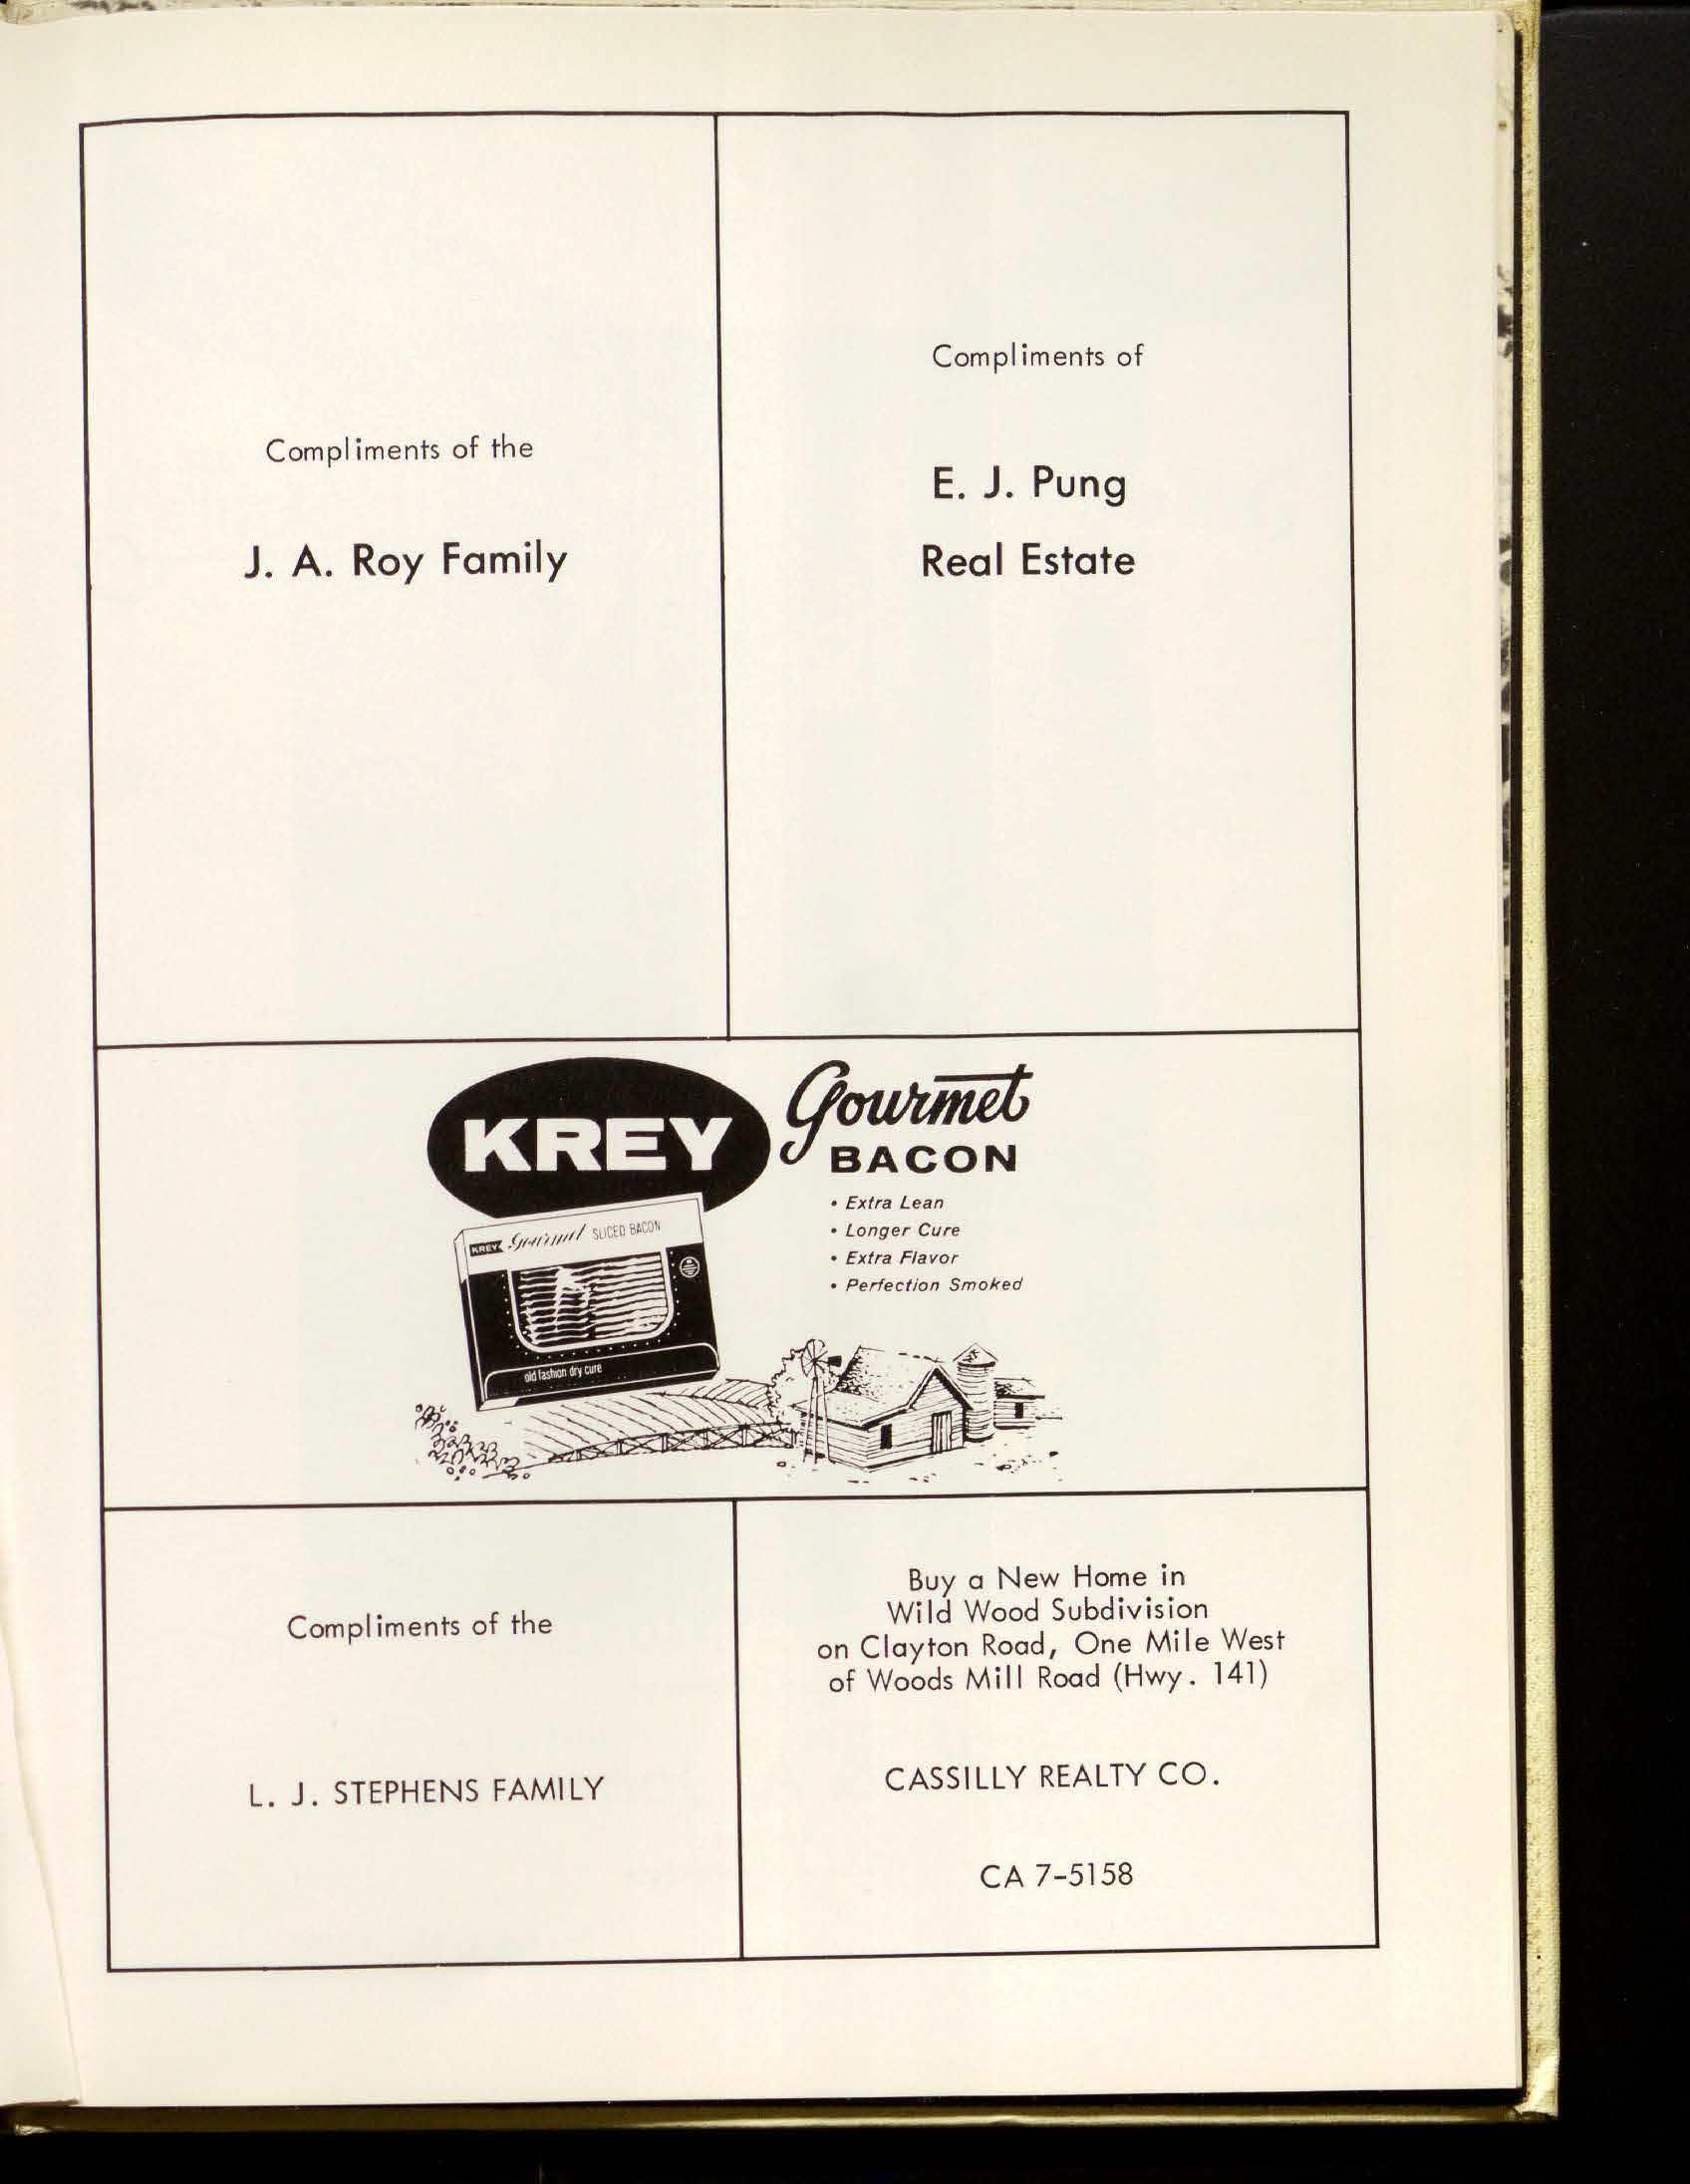 Compliments of the
J. A. Roy Family
Compliments of
E. J. Pung
Real Estate
KREY
Gourmet
BACON
• Extra Lean
• Longer Cure
• Extra Flavor
• Perfection Smoked
KREY Gourmet SLICED BACON
old fashion dry cure
Compliments of the
L. J. STEPHENS FAMILY
Buy a New Home in
Wild Wood Subdivision
on Clayton Road, One Mile West
of Woods Mill Road (Hwy. 141)
CASSILLY REALTY CO.
CA 7-5158